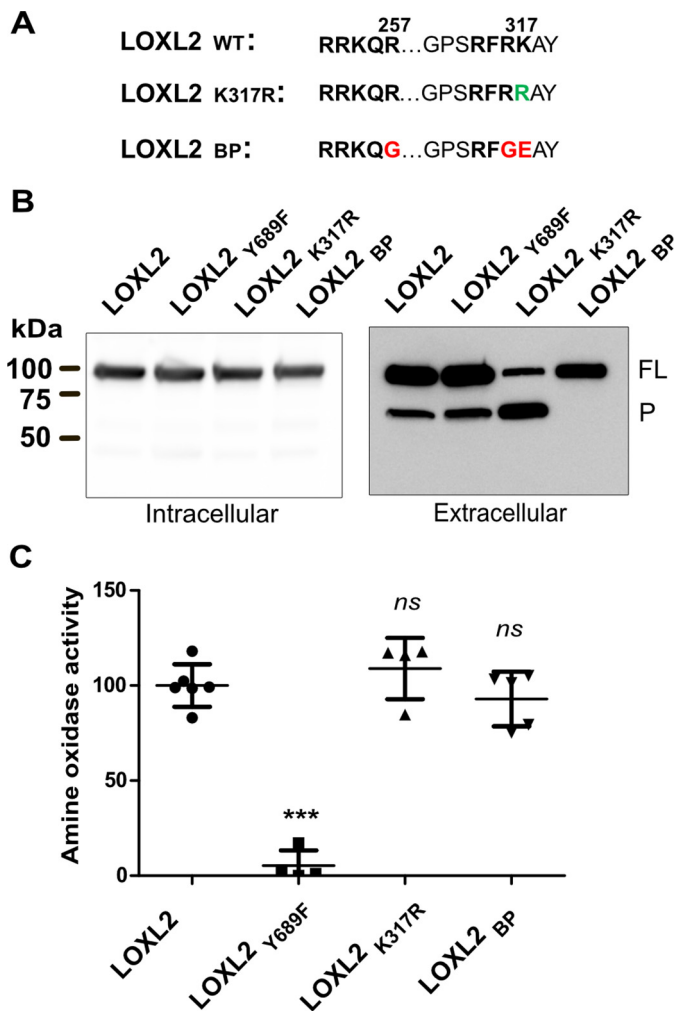 A
257 317
LOXL2 WT: RRKQR...GPSRFRKAY
LOXL2 K317R: RRKQR...GPSRFRRAY
LOXL2 BP: RRKQG...GPSRFGEAY
B
LOXL2 LOXL2 Y689F LOXL2 K317R LOXL2 BP LOXL2 LOXL2 Y689F LOXL2 K317R LOXL2 BP
kDa
100 FL
75 P
50
Intracellular Extracellular
C
Amine oxidase activity
150
100
50
0
ns
ns
***
LOXL2 LOXL2 Y689F LOXL2 K317R LOXL2 BP